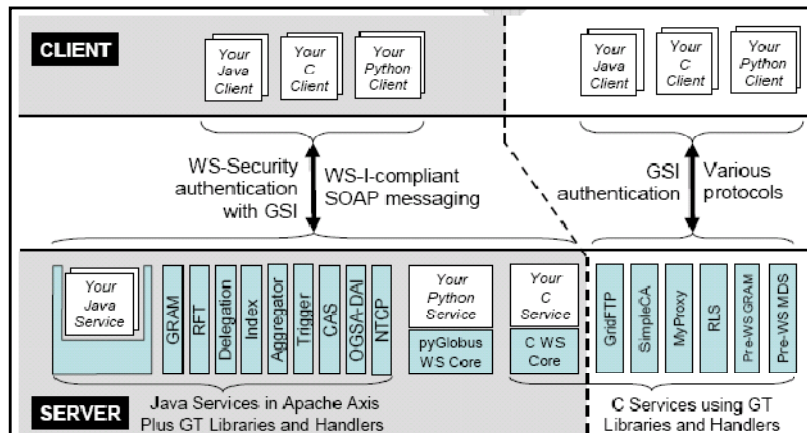 CLIENT
Your
Java
Client
Your
C
Client
Your
Python
Client
Your
Java
Client
Your
C
Client
Your
Python
Client
WS-Security
authentication
with GSI
WS-I-compliant
SOAP messaging
GSI
authentication
Various
protocols
Your
Java
Service
GRAM
RFT
Delegation
Index
Aggregator
Trigger
CAS
OGSA-DAI
NTCP
Your
Python
Service
pyGlobus
WS Core
Your
C
Service
C WS
Core
GridFTP
SimpleCA
MyProxy
RLS
Pre-WS GRAM
Pre-WS MDS
SERVER
Java Services in Apache Axis
Plus GT Libraries and Handlers
C Services using GT
Libraries and Handlers